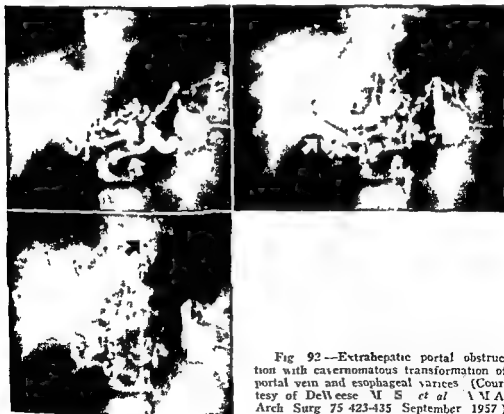 Fig 92—Extrahepatic portal obstruc-
tion with cavernomatous transformation of
portal vein and esophageal varices (Cour
tesy of DeWeese M S et al A M A
Arch Surg 75 423-435 September 1957)